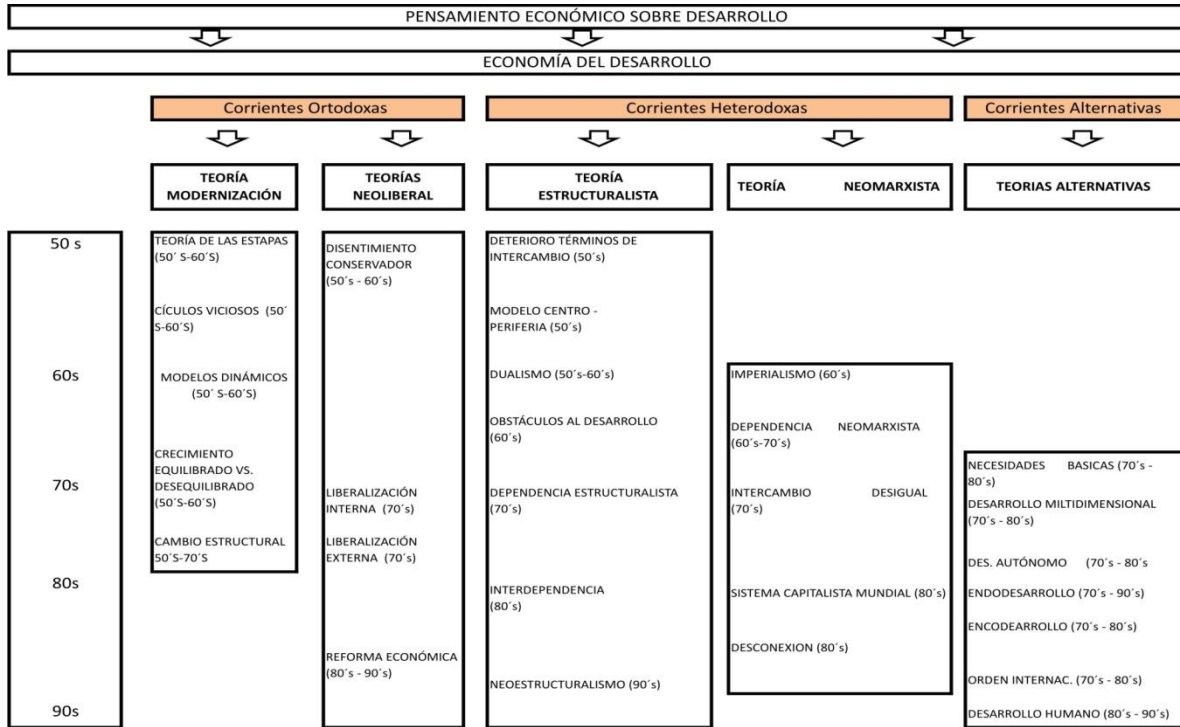 PENSAMIENTO ECONÓMICO SOBRE DESARROLLO
ECONOMÍA DEL DESARROLLO
Corrientes Ortodoxas
Corrientes Heterodoxas
Corrientes Alternativas
TEORÍA
MODERNIZACIÓN
TEORÍAS
NEOLIBERAL
TEORÍA
ESTRUCTURALISTA
TEORÍA NEOMARXISTA
TEORIAS ALTERNATIVAS
50 s
60s
70s
80s
90s
TEORÍA DE LAS ESTAPAS
(50´ S-60´S)
CÍCULOS VICIOSOS (50´
S-60´S)
MODELOS DINÁMICOS
(50´ S-60´S)
CRECIMIENTO
EQUILIBRADO VS.
DESEQUILIBRADO
(50´S-60´S)
CAMBIO ESTRUCTURAL
50´S-70´S
DISENTIMIENTO
CONSERVADOR
(50´s - 60´s)
LIBERALIZACIÓN
INTERNA (70´s)
LIBERALIZACIÓN
EXTERNA (70´s)
REFORMA ECONÓMICA
(80´s - 90´s)
DETERIORO TÉRMINOS DE
INTERCAMBIO (50´s)
MODELO CENTRO -
PERIFERIA (50´s)
DUALISMO (50´s-60´s)
OBSTÁCULOS AL DESARROLLO
(60´s)
DEPENDENCIA ESTRUCTURALISTA
(70´s)
INTERDEPENDENCIA
(80´s)
NEOESTRUCTURALISMO (90´s)
IMPERIALISMO (60´s)
DEPENDENCIA NEOMARXISTA
(60´s-70´s)
INTERCAMBIO DESIGUAL
(70´s)
SISTEMA CAPITALISTA MUNDIAL (80´s)
DESCONEXION (80´s)
NECESIDADES BASICAS (70´s -
80´s)
DESARROLLO MILTIDIMENSIONAL
(70´s - 80´s)
DES. AUTÓNOMO (70´s - 80´s
ENDODESARROLLO (70´s - 90´s)
ENCODEARROLLO (70´s - 80´s)
ORDEN INTERNAC. (70´s - 80´s)
DESARROLLO HUMANO (80´s - 90´s)